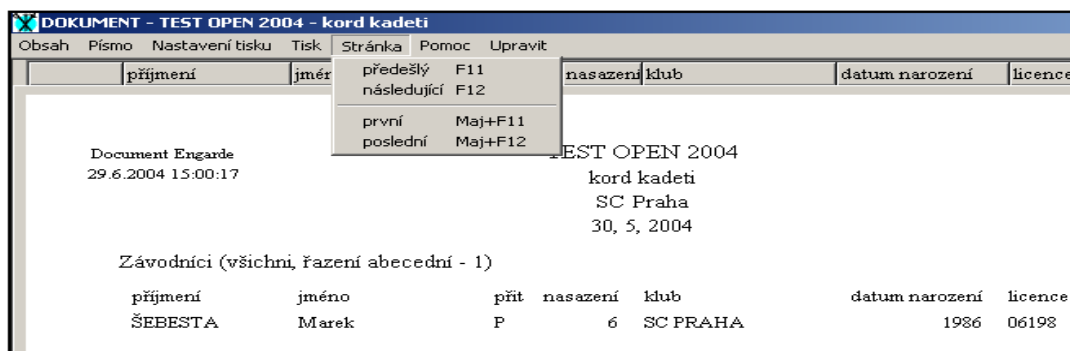 DOKUMENT - TEST OPEN 2004 - kord kadeti
Obsah Písmo Nastavení tisku Tisk Stránka Pomoc Upravit
příjmení jmér nasazení klub datum narození licence
předešlý F11
následující F12
první Maj+F11
poslední Maj+F12
Document Engarde
29.6.2004 15:00:17
TEST OPEN 2004
kord kadeti
SC Praha
30, 5, 2004
Závodníci (všichni, řazení abecední - 1)
příjmení jméno přít nasazení klub datum narození licence
ŠEBESTA Marek P 6 SC PRAHA 1986 06198